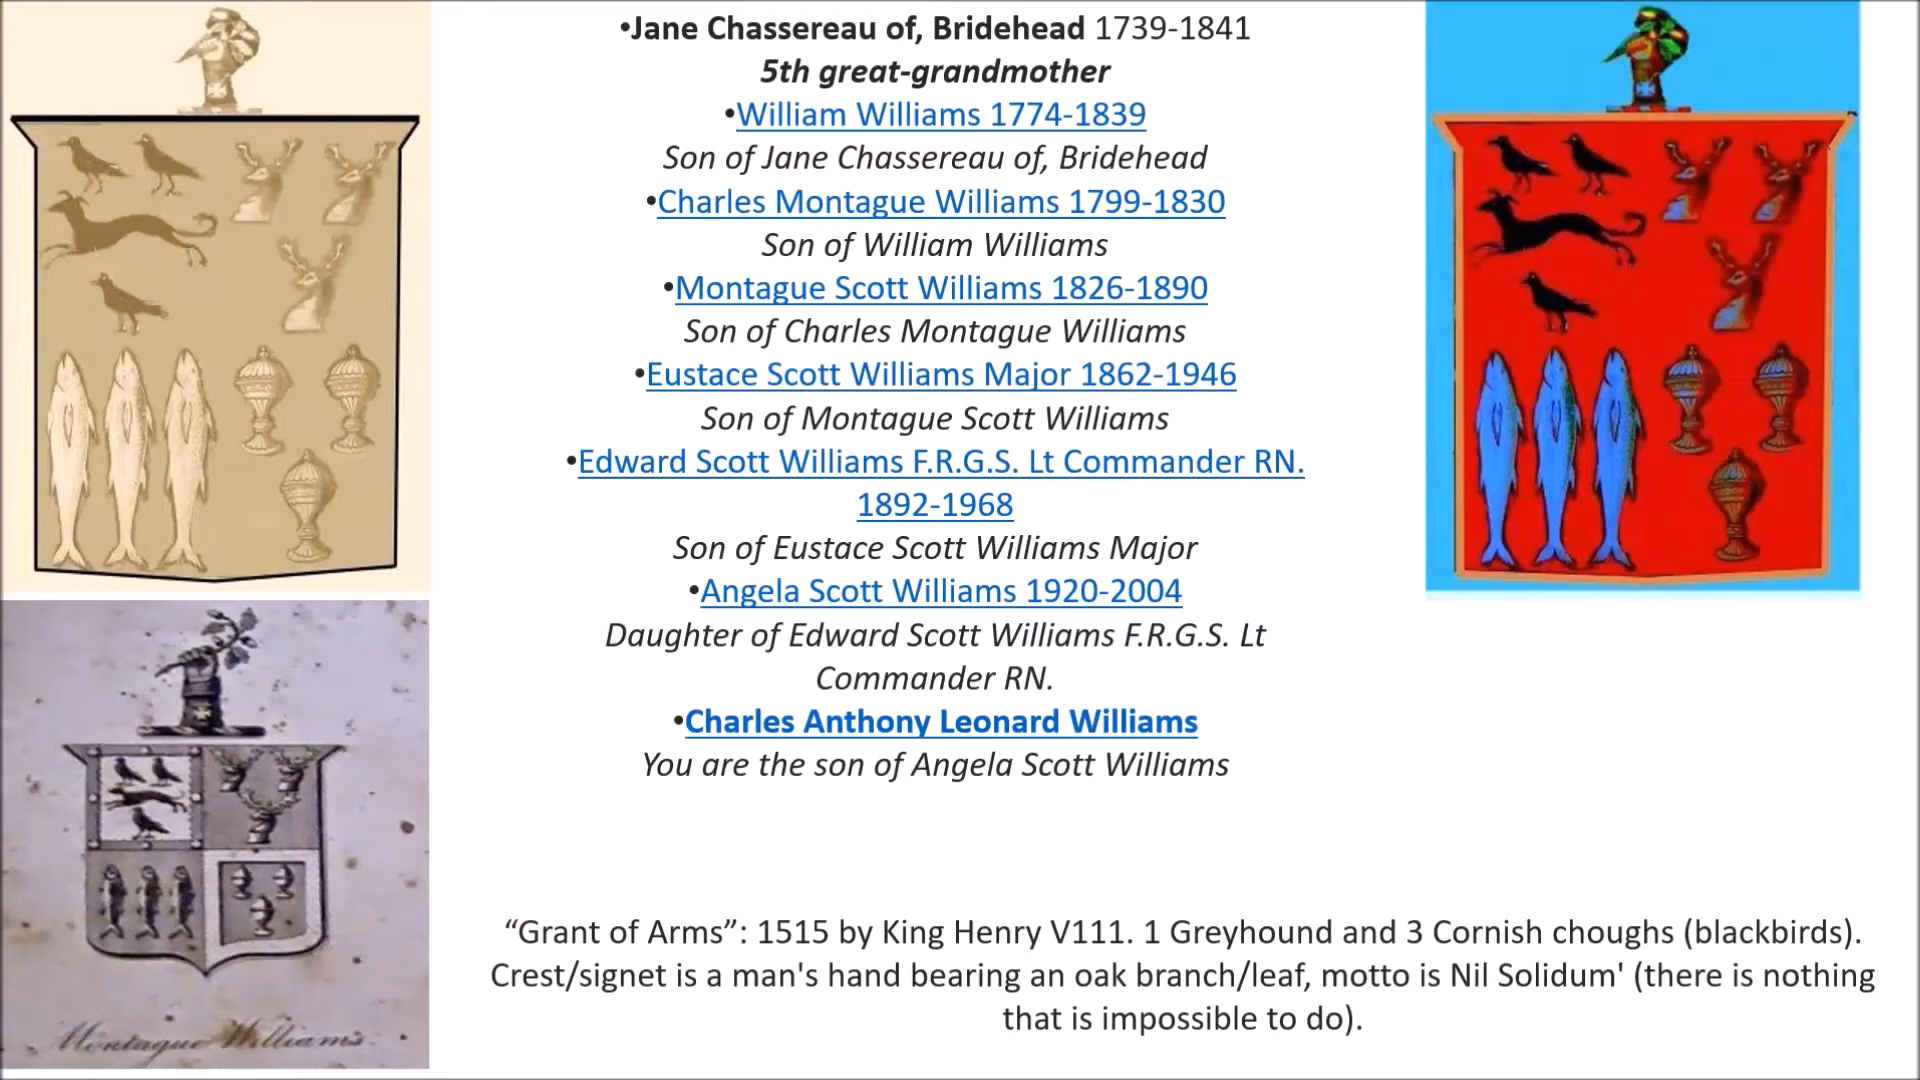 •Jane Chassereau of, Bridehead 1739-1841
5th great-grandmother
•William Williams 1774-1839
Son of Jane Chassereau of, Bridehead
•Charles Montague Williams 1799-1830
Son of William Williams
•Montague Scott Williams 1826-1890
Son of Charles Montague Williams
•Eustace Scott Williams Major 1862-1946
Son of Montague Scott Williams
•Edward Scott Williams F.R.G.S. Lt Commander RN.
1892-1968
Son of Eustace Scott Williams Major
•Angela Scott Williams 1920-2004
Daughter of Edward Scott Williams F.R.G.S. Lt
Commander RN.
•Charles Anthony Leonard Williams
You are the son of Angela Scott Williams
Montague Williams.
“Grant of Arms”: 1515 by King Henry V111. 1 Greyhound and 3 Cornish choughs (blackbirds).
Crest/signet is a man's hand bearing an oak branch/leaf, motto is Nil Solidum' (there is nothing
that is impossible to do).